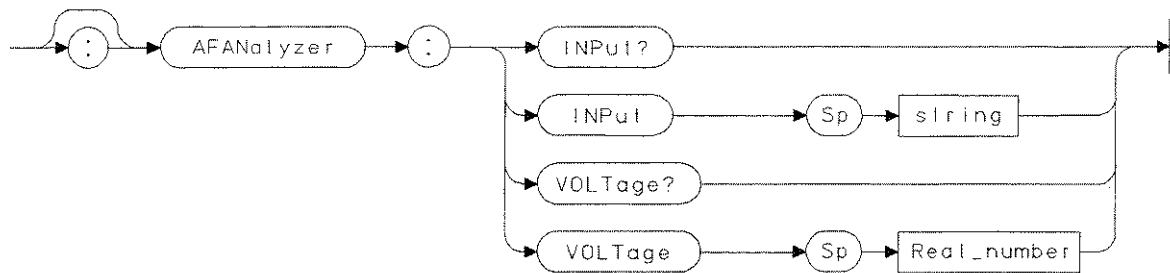 : AFANalyzer : INPut?
INPut Sp string
VOLTage?
VOLTage Sp Real_number